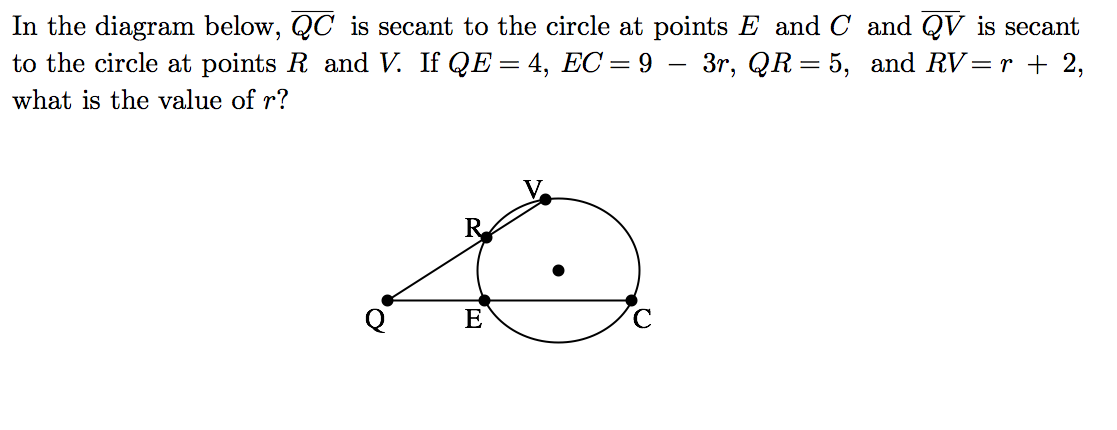 In the diagram below, QC is secant to the circle at points E and C and QV is secant
to the circle at points R and V. If QE = 4, EC = 9 − 3r, QR = 5, and RV = r + 2,
what is the value of r?
V
R
Q
E
C